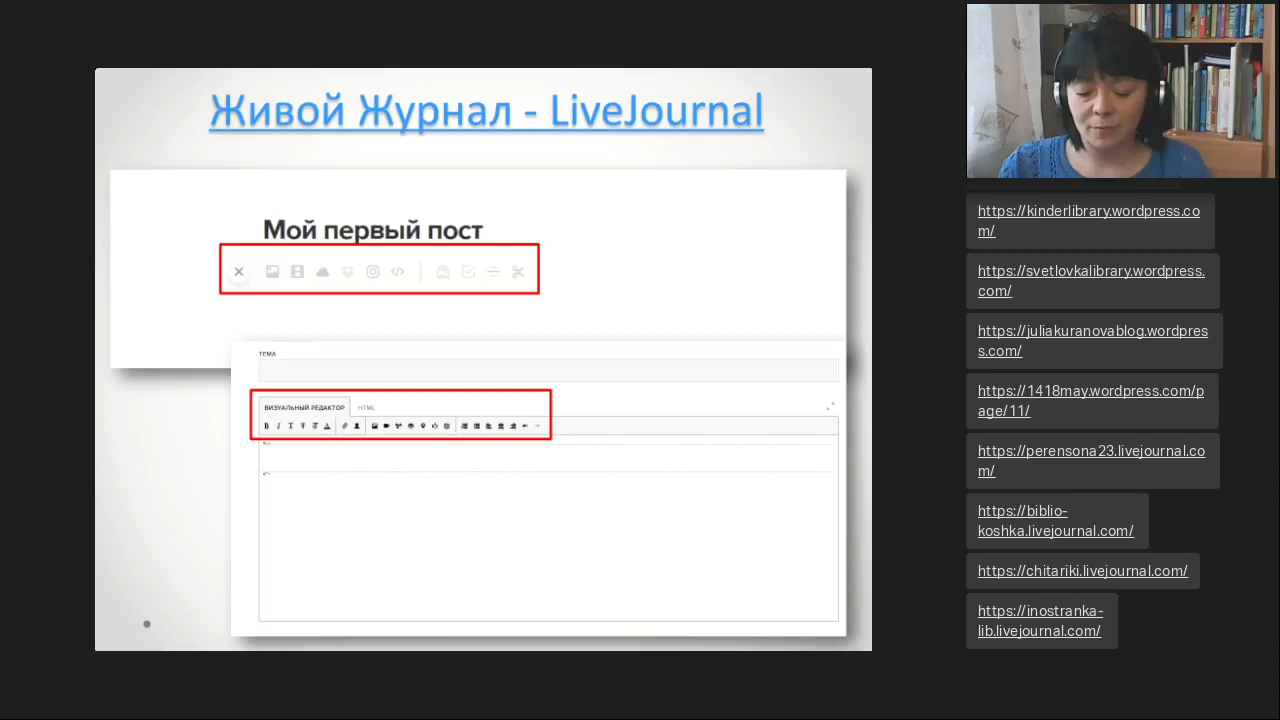 Живой Журнал - LiveJournal
Мой первый пост
ТЕМА
ВИЗУАЛЬНЫЙ РЕДАКТОР HTML
https://kinderlibrary.wordpress.co
m/
https://svetlovkalibrary.wordpress.
com/
https://juliakuranovablog.wordpres
s.com/
https://1418may.wordpress.com/p
age/11/
https://perensona23.livejournal.co
m/
https://biblio-
koshka.livejournal.com/
https://chitariki.livejournal.com/
https://inostranka-
lib.livejournal.com/